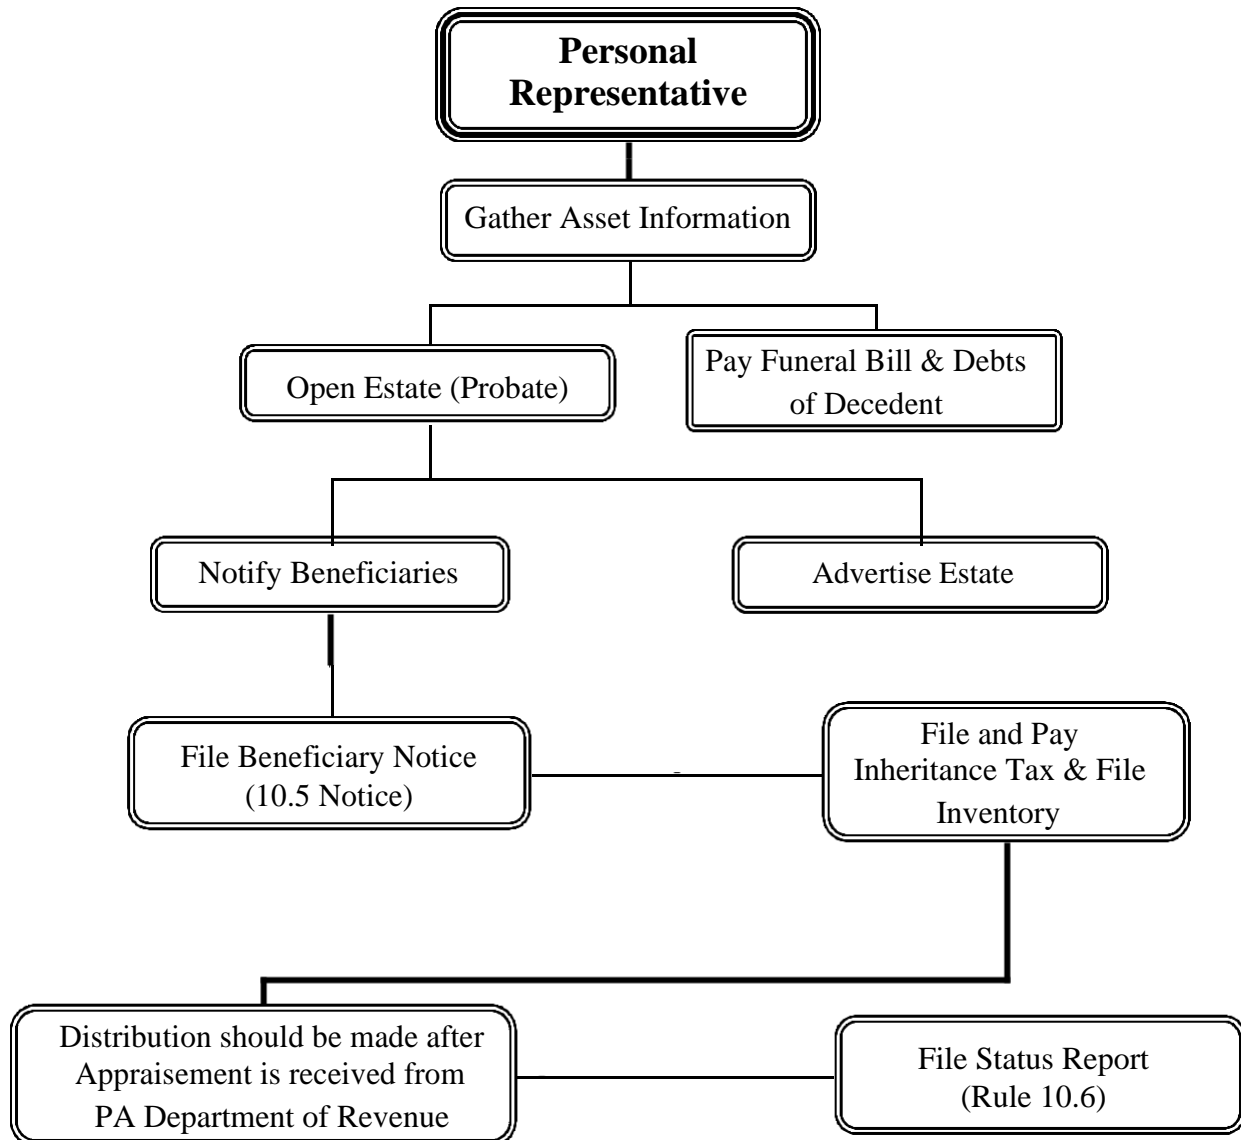 Personal
Representative
Gather Asset Information
Open Estate (Probate)
Pay Funeral Bill & Debts
of Decedent
Notify Beneficiaries
Advertise Estate
File Beneficiary Notice
(10.5 Notice)
File and Pay
Inheritance Tax & File
Inventory
Distribution should be made after
Appraisement is received from
PA Department of Revenue
File Status Report
(Rule 10.6)